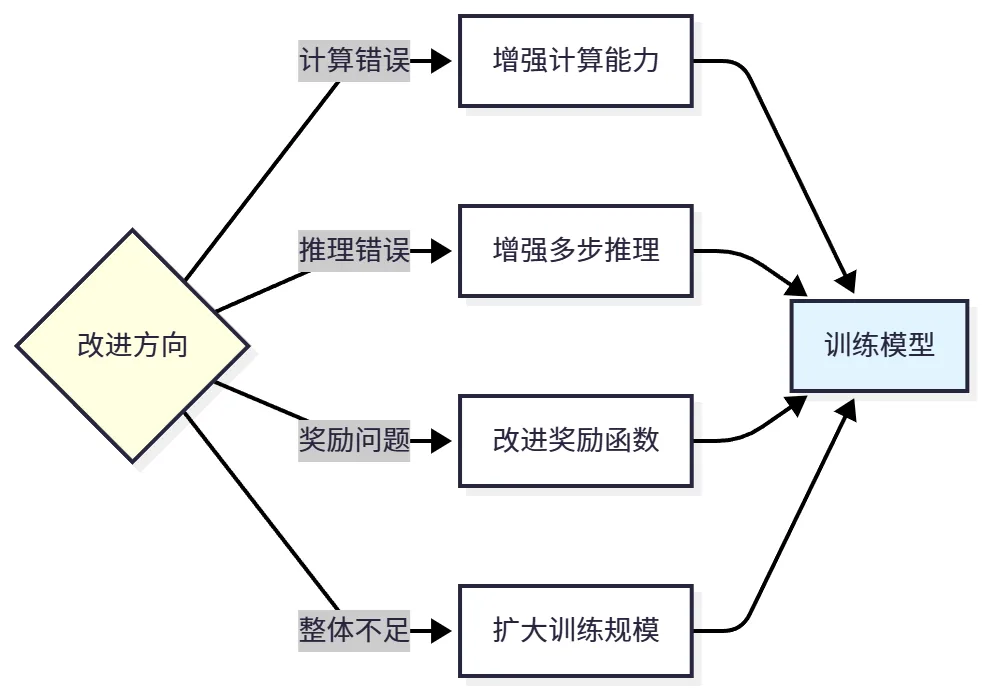 计算错误
增强计算能力
推理错误
增强多步推理
改进方向
训练模型
奖励问题
改进奖励函数
整体不足
扩大训练规模